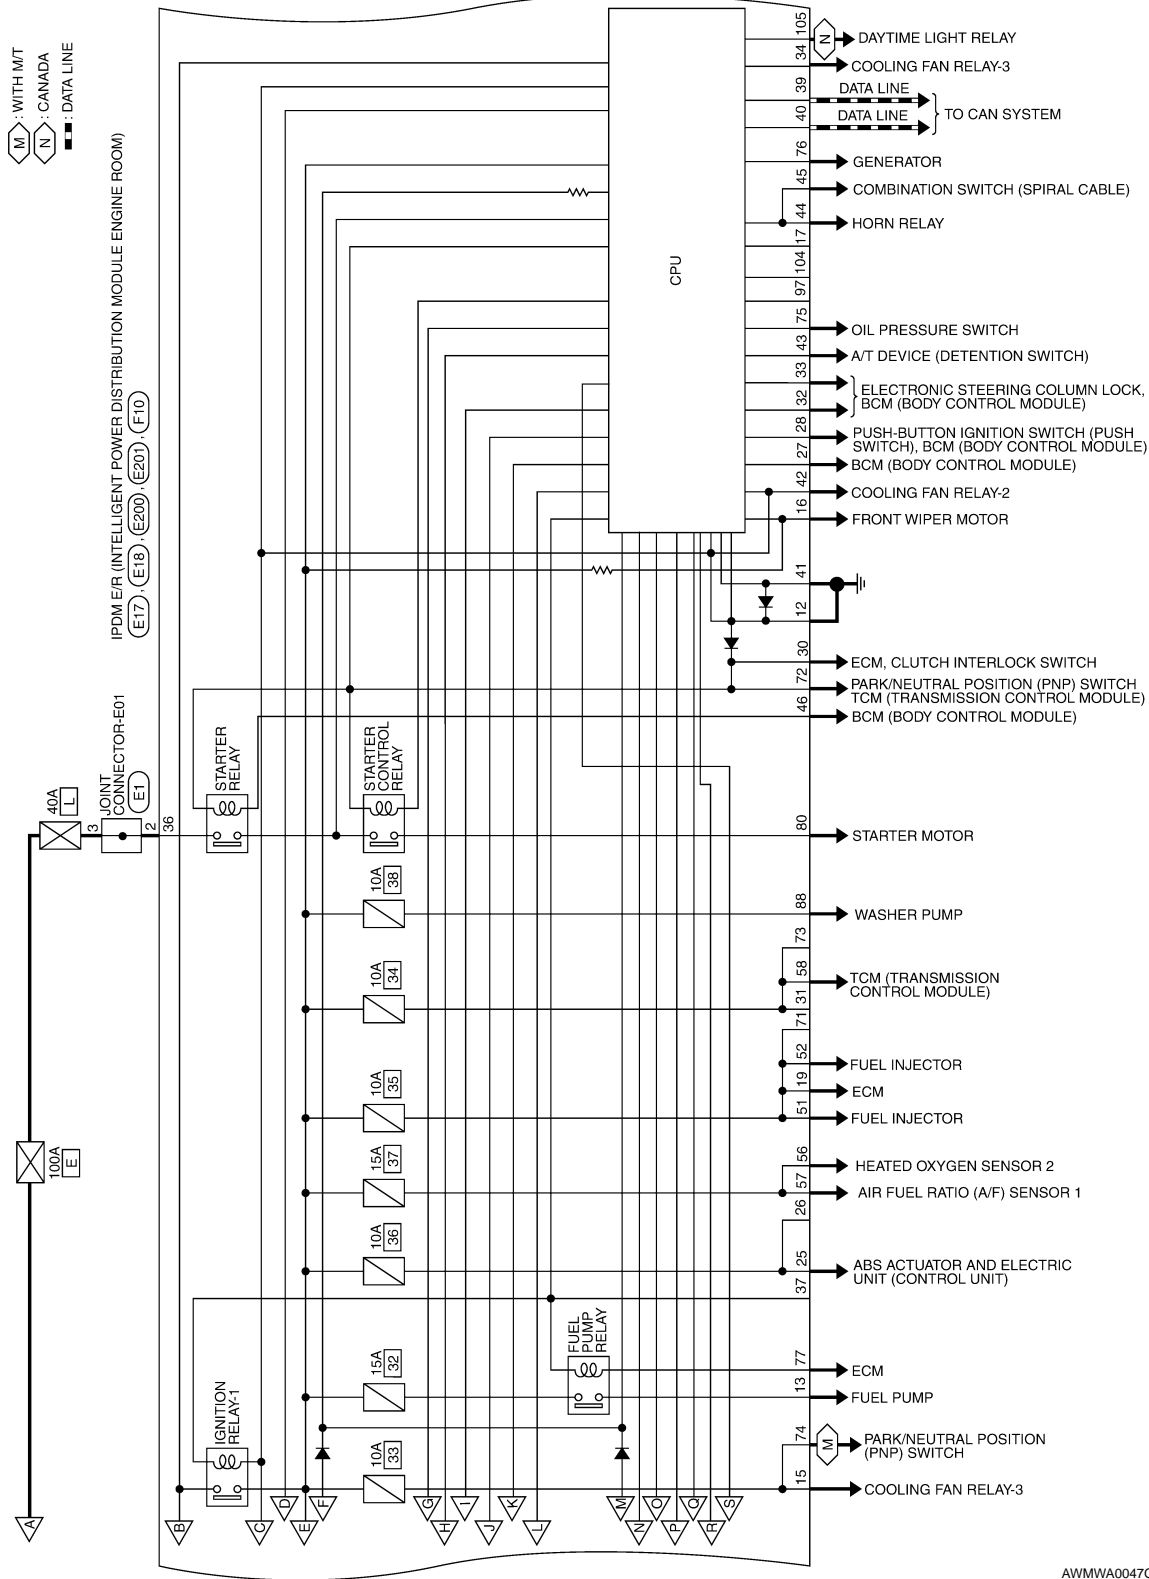 M : WITH M/T
N : CANADA
: DATA LINE
IPDM E/R (INTELLIGENT POWER DISTRIBUTION MODULE ENGINE ROOM)
E17 , E18 , E200 , E201 , F10
CPU
105
N
DAYTIME LIGHT RELAY
34
COOLING FAN RELAY-3
39
DATA LINE
40
DATA LINE
TO CAN SYSTEM
76
GENERATOR
45
COMBINATION SWITCH (SPIRAL CABLE)
44
HORN RELAY
17
104
97
75
OIL PRESSURE SWITCH
43
A/T DEVICE (DETENTION SWITCH)
33
32
ELECTRONIC STEERING COLUMN LOCK,
BCM (BODY CONTROL MODULE)
28
PUSH-BUTTON IGNITION SWITCH (PUSH
SWITCH), BCM (BODY CONTROL MODULE)
27
BCM (BODY CONTROL MODULE)
42
COOLING FAN RELAY-2
16
FRONT WIPER MOTOR
41
12
30
ECM, CLUTCH INTERLOCK SWITCH
72
PARK/NEUTRAL POSITION (PNP) SWITCH
TCM (TRANSMISSION CONTROL MODULE)
46
BCM (BODY CONTROL MODULE)
40A
L
3
JOINT
CONNECTOR-E01
E1
2
36
STARTER
RELAY
STARTER
CONTROL
RELAY
80
STARTER MOTOR
10A
38
88
WASHER PUMP
73
10A
34
58
TCM (TRANSMISSION
CONTROL MODULE)
31
71
52
FUEL INJECTOR
10A
35
19
ECM
51
FUEL INJECTOR
100A
E
15A
37
56
HEATED OXYGEN SENSOR 2
57
AIR FUEL RATIO (A/F) SENSOR 1
26
10A
36
25
ABS ACTUATOR AND ELECTRIC
UNIT (CONTROL UNIT)
37
FUEL
PUMP
RELAY
15A
32
77
ECM
13
FUEL PUMP
IGNITION
RELAY-1
10A
33
74
M
PARK/NEUTRAL POSITION
(PNP) SWITCH
15
COOLING FAN RELAY-3
A
B
C
D
E
F
G
H
I
J
K
L
M
N
O
P
Q
R
S